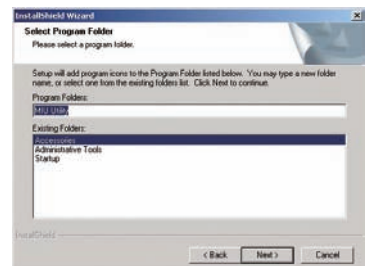 InstallShield Wizard
Select Program Folder
Please select a program folder.
Setup will add program icons to the Program Folder listed below. You may type a new folder
name, or select one from the existing folders list. Click Next to continue.
Program Folders:
MIU Utility
Existing Folders:
Accessories
Administrative Tools
Startup
InstallShield
< Back
Next >
Cancel